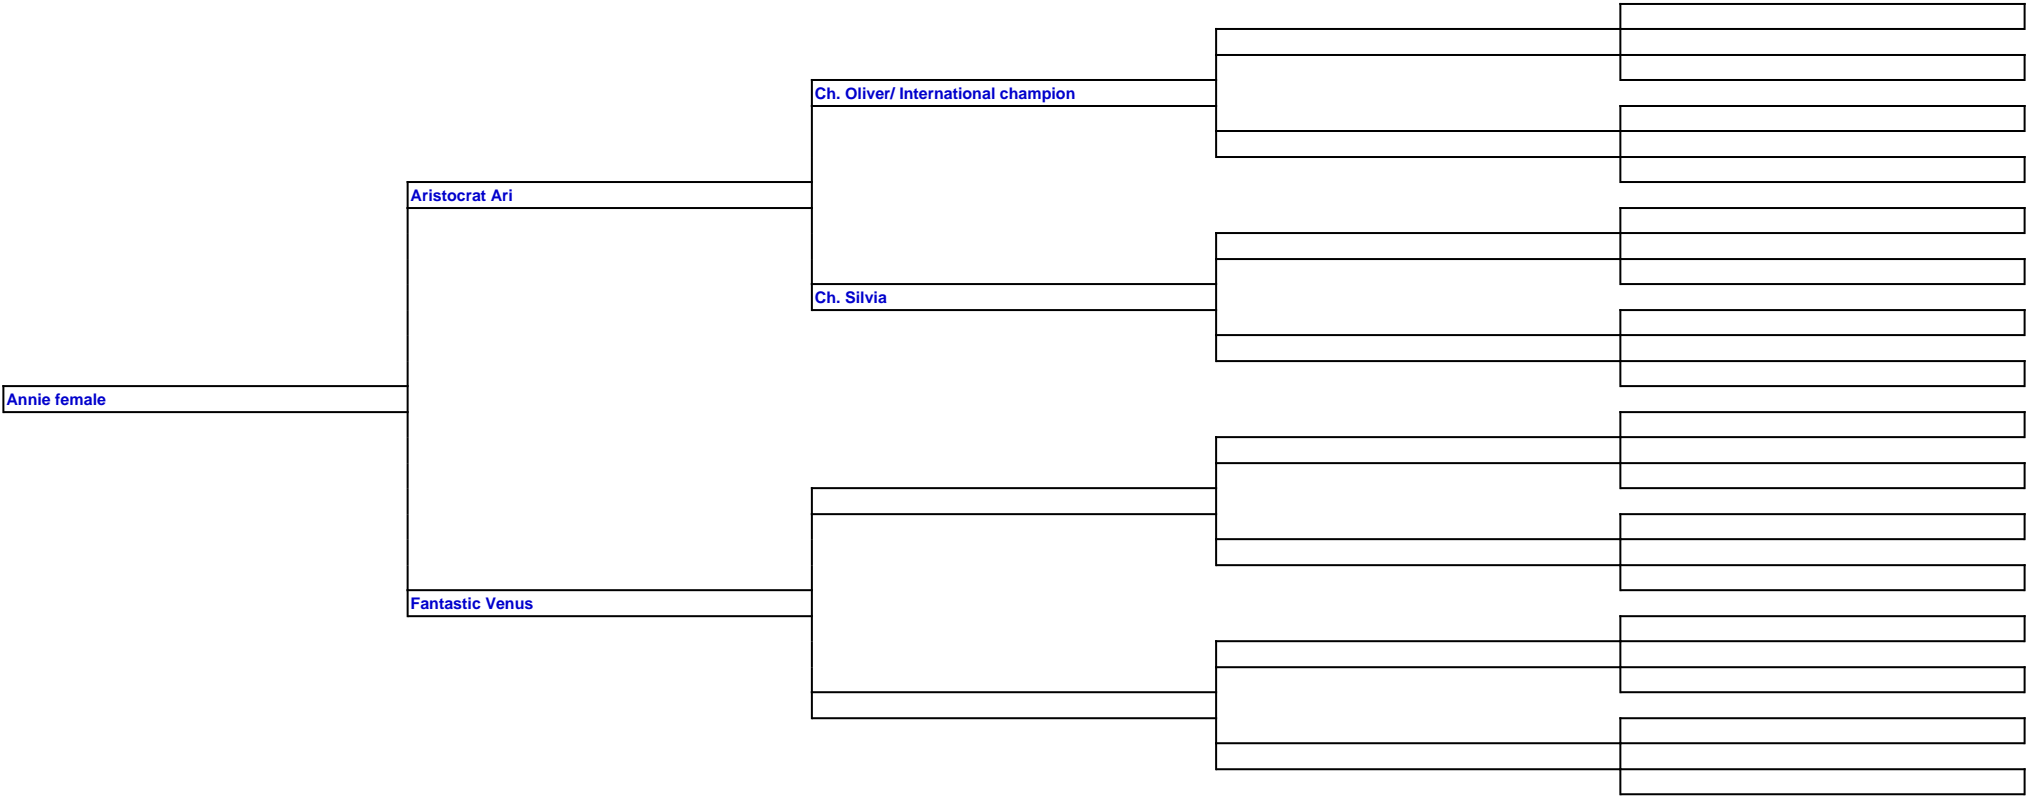 Ch. Oliver/ International champion
Aristocrat Ari
Ch. Silvia
Annie female
Fantastic Venus